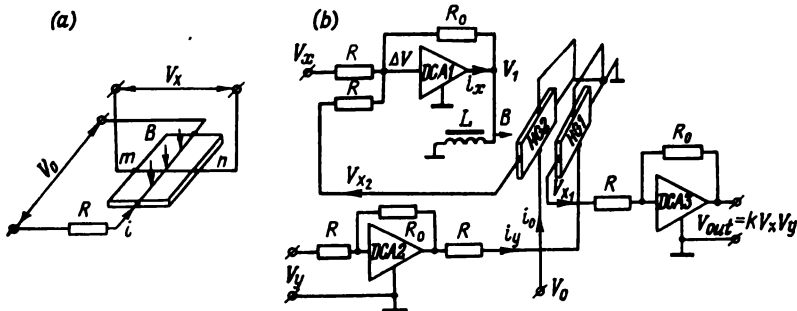 (a)
V_x
V_0
B
m
n
R
i
(b)
R_0
V_x
R
ΔV
DCA1
V_1
R
i_x
L
B
HG2
HG1
V_x2
V_x1
R
R_0
DCA3
V_out=kV_xV_y
R
R_0
DCA2
R
i_y
i_0
V_y
V_0